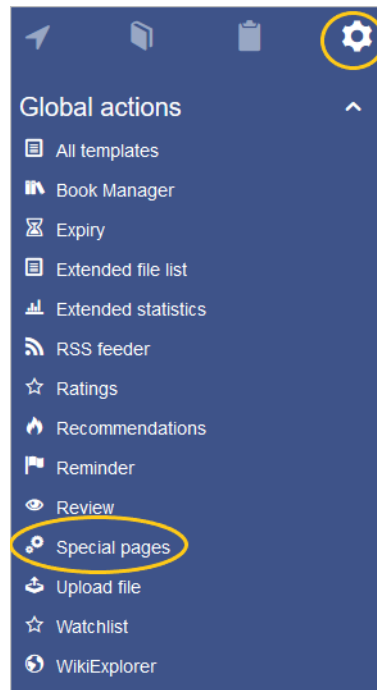 Global actions
All templates
Book Manager
Expiry
Extended file list
Extended statistics
RSS feeder
Ratings
Recommendations
Reminder
Review
Special pages
Upload file
Watchlist
WikiExplorer